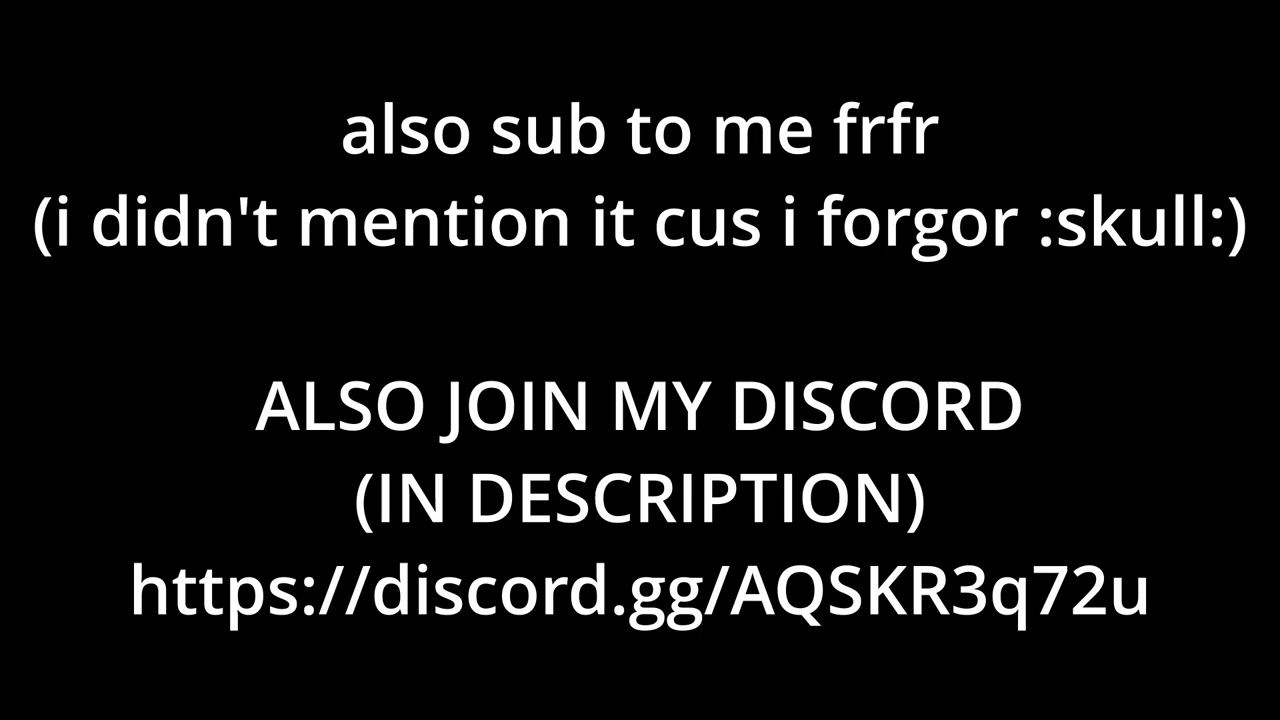 also sub to me frfr
(i didn't mention it cus i forgor :skull:)
ALSO JOIN MY DISCORD
(IN DESCRIPTION)
https://discord.gg/AQSKR3q72u